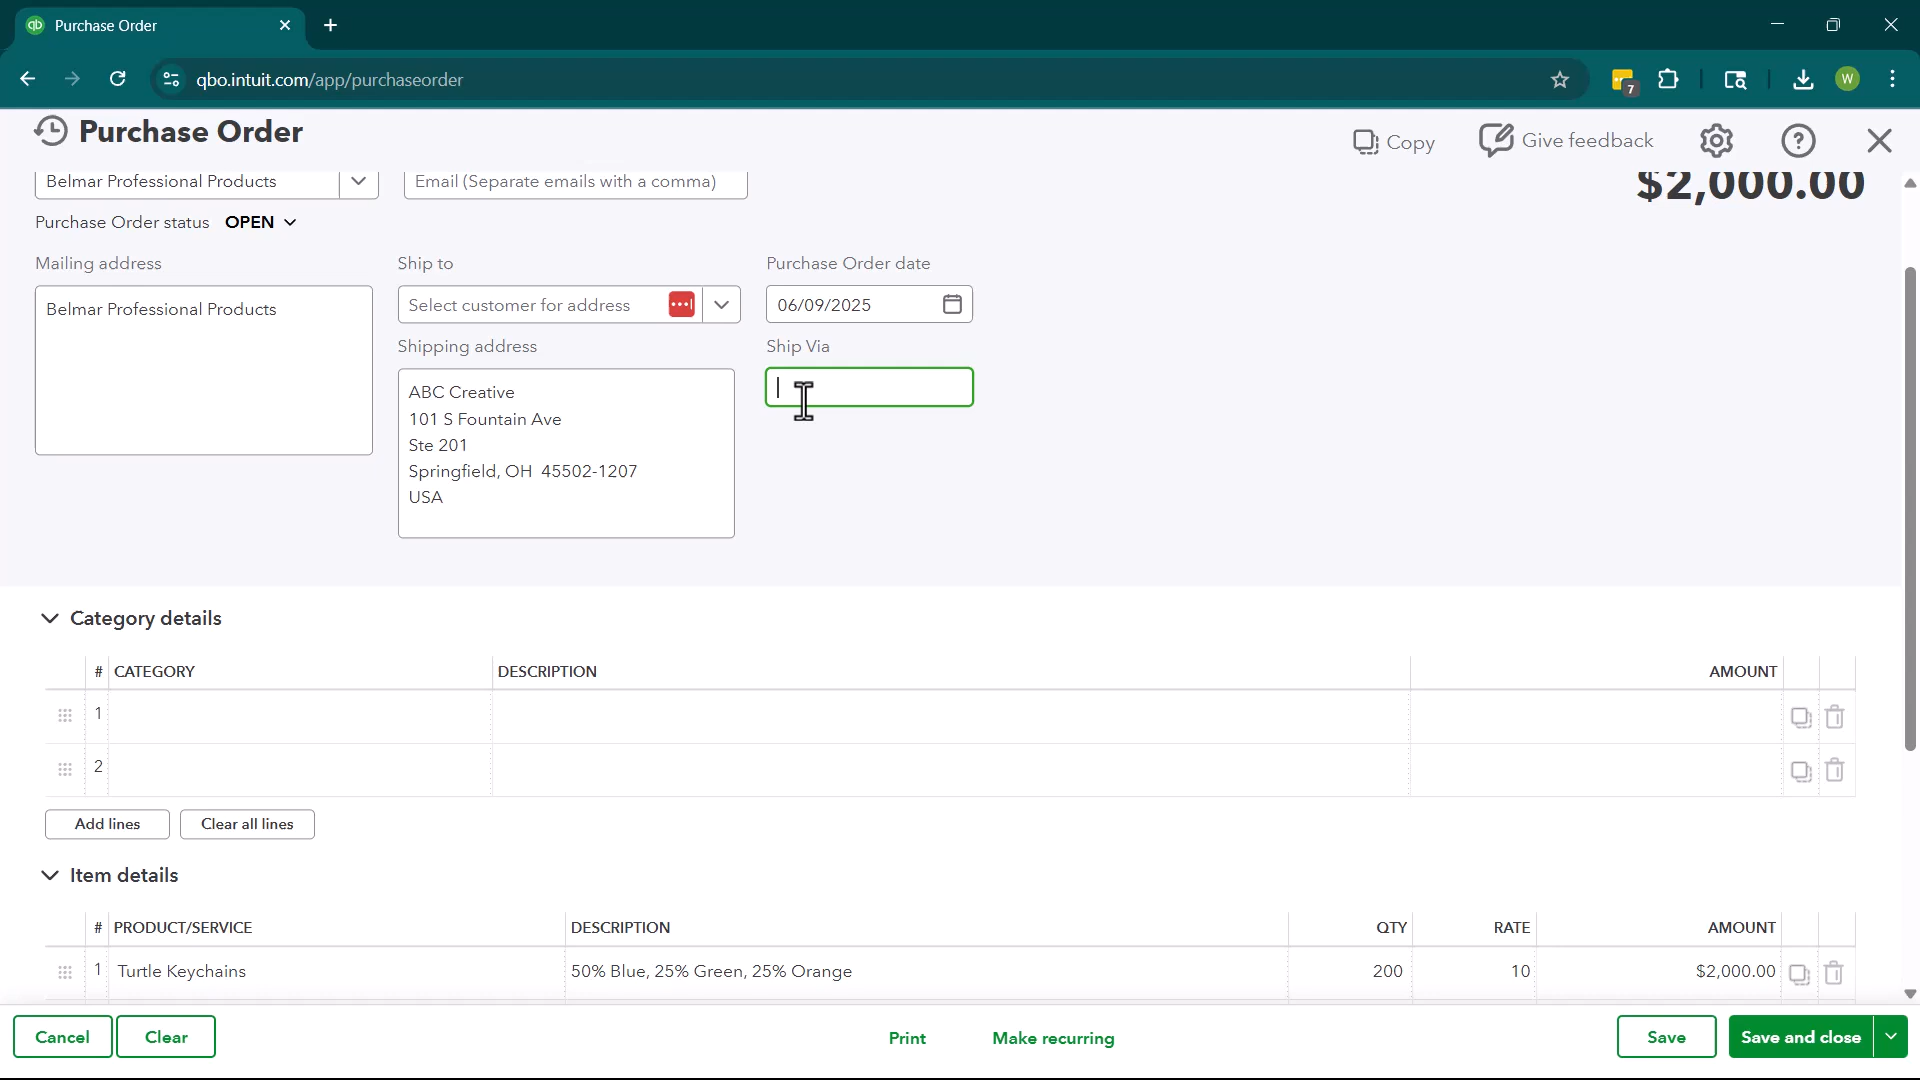 Purchase Order
qbo.intuit.com/app/purchaseorder
7
W
Purchase Order
Copy
Give feedback
Belmar Professional Products
Email (Separate emails with a comma)
$2,000.00
Purchase Order status OPEN
Mailing address
Ship to
Purchase Order date
Belmar Professional Products
Select customer for address
06/09/2025
Shipping address
Ship Via
ABC Creative
101 S Fountain Ave
Ste 201
Springfield, OH 45502-1207
USA
Category details
# CATEGORY DESCRIPTION AMOUNT
1
2
Add lines
Clear all lines
Item details
# PRODUCT/SERVICE DESCRIPTION QTY RATE AMOUNT
1 Turtle Keychains 50% Blue, 25% Green, 25% Orange 200 10 $2,000.00
Cancel
Clear
Print
Make recurring
Save
Save and close